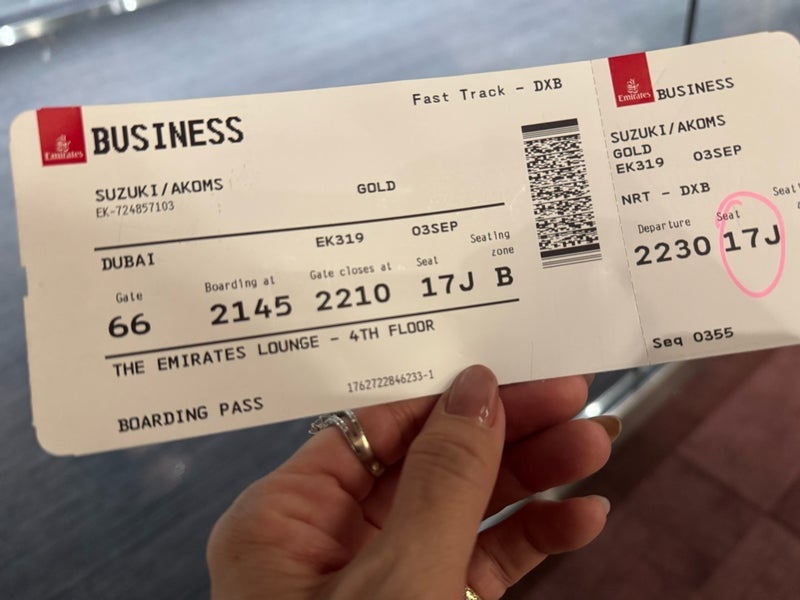 Emirates
BUSINESS
Fast Track - DXB
SUZUKI/AKOMS
GOLD
EK-724857103
DUBAI
EK319
03SEP
Gate
Boarding at
Gate closes at
Seat
Seating zone
66
2145
2210
17J
B
THE EMIRATES LOUNGE - 4TH FLOOR
1762722846233-1
BOARDING PASS
Emirates
BUSINESS
SUZUKI/AKOMS
GOLD
EK319 03SEP
NRT - DXB
Departure
Seat
2230
17J
Seq 0355